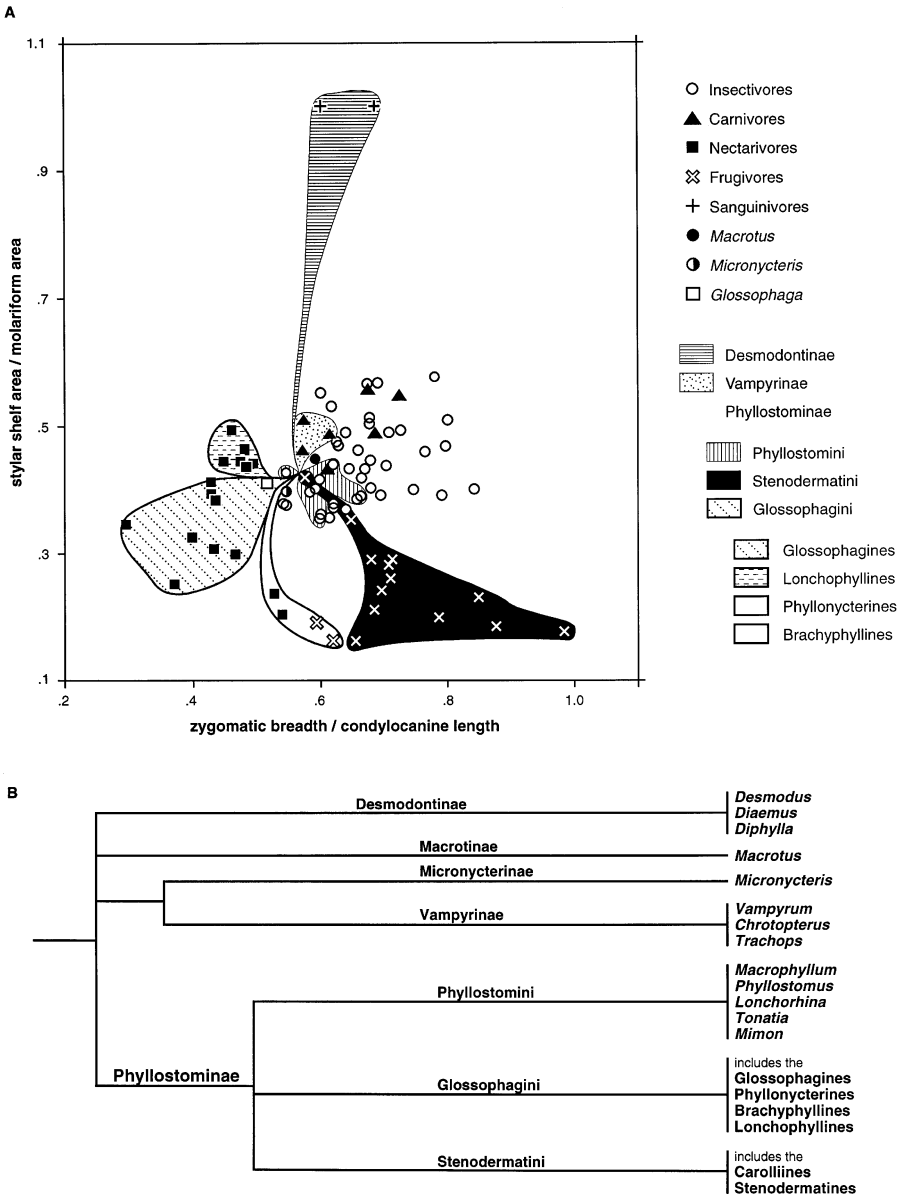 A
1.1
.9
.7
.5
.3
.1
.2
.4
.6
.8
1.0
stylar shelf area / molariform area
zygomatic breadth / condylocanine length
Insectivores
Carnivores
Nectarivores
Frugivores
Sanguinivores
Macrotus
Micronycteris
Glossophaga
Desmodontinae
Vampyrinae
Phyllostominae
Phyllostomini
Stenodermatini
Glossophagini
Glossophagines
Lonchophyllines
Phyllonycterines
Brachyphyllines
B
Desmodontinae
Desmodus
Diaemus
Diphylla
Macrotinae
Macrotus
Micronycterinae
Micronycteris
Vampyrinae
Vampyrum
Chrotopterus
Trachops
Phyllostominae
Phyllostomini
Macrophyllum
Phyllostomus
Lonchorhina
Tonatia
Mimon
Glossophagini
includes the
Glossophagines
Phyllonycterines
Brachyphyllines
Lonchophyllines
Stenodermatini
includes the
Carolliines
Stenodermatines